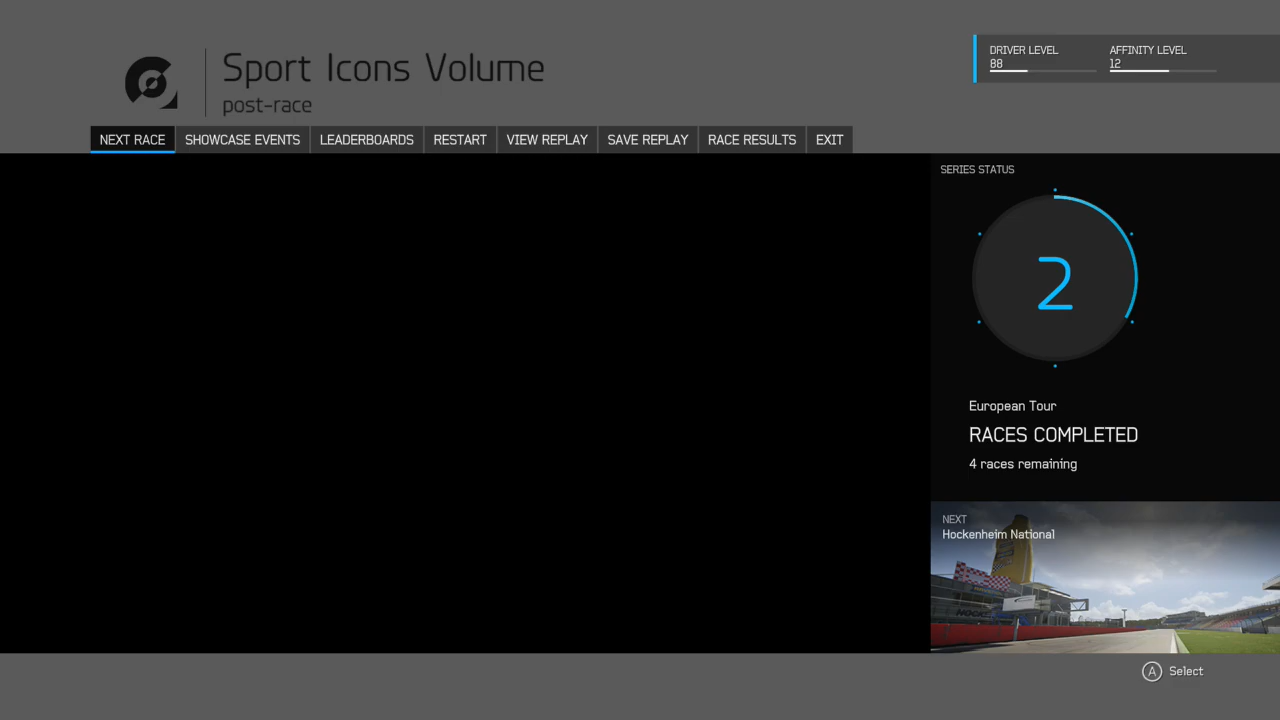 Sport Icons Volume
post-race
DRIVER LEVEL
88
AFFINITY LEVEL
12
NEXT RACE
SHOWCASE EVENTS
LEADERBOARDS
RESTART
VIEW REPLAY
SAVE REPLAY
RACE RESULTS
EXIT
SERIES STATUS
2
European Tour
RACES COMPLETED
4 races remaining
NEXT
Hockenheim National
A Select